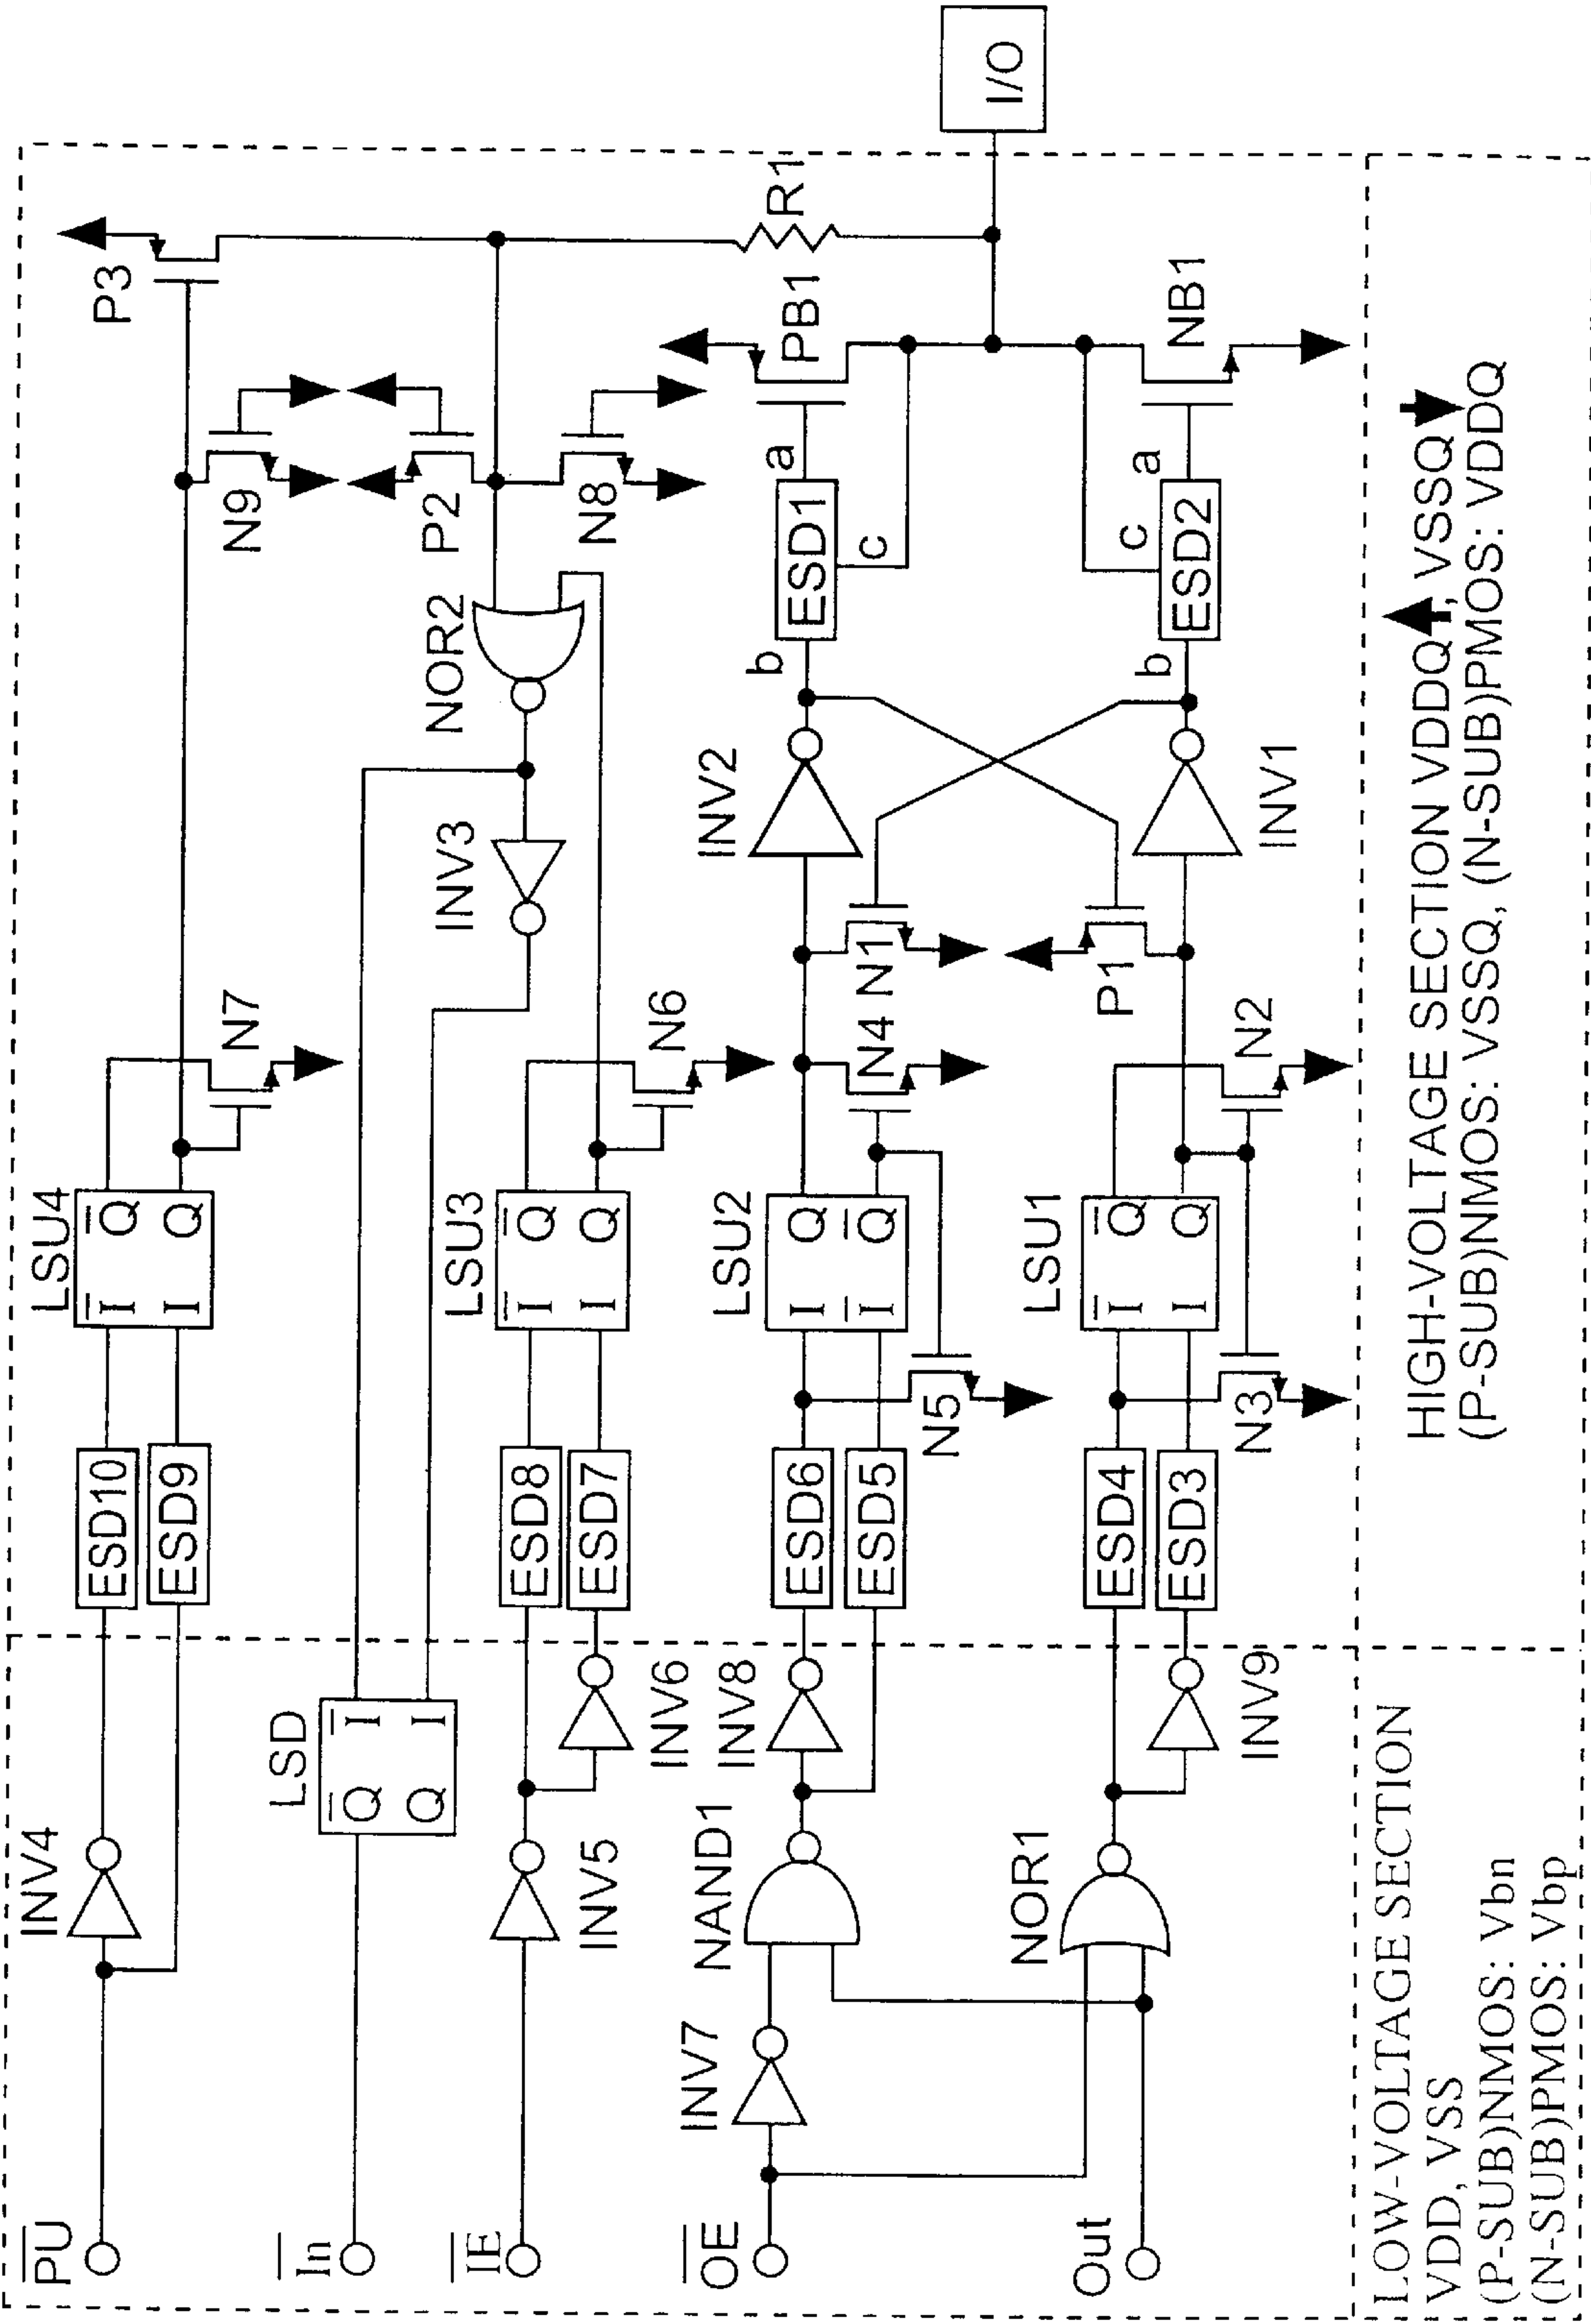 PU
INV4
ESD10
ESD9
LSU4
I
Q
I
Q
N7
N9
P3
In
LSD
Q
I
Q
I
INV3
NOR2
P2
N8
R1
IE
INV5
INV6
ESD8
ESD7
LSU3
I
Q
I
Q
N6
OE
INV7
NAND1
INV8
ESD6
ESD5
N5
LSU2
I
Q
I
Q
N4
N1
INV2
b
ESD1
a
c
PB1
I/O
Out
NOR1
INV9
ESD4
ESD3
N3
LSU1
I
Q
I
Q
N2
P1
INV1
b
ESD2
a
c
NB1
LOW-VOLTAGE SECTION
VDD, VSS
(P-SUB)NMOS: Vbn
(N-SUB)PMOS: Vbp
HIGH-VOLTAGE SECTION VDDQ , VSSQ
(P-SUB)NMOS: VSSQ, (N-SUB)PMOS: VDDQ